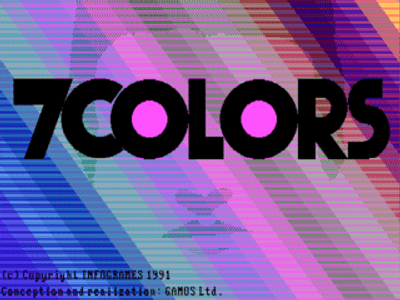 7COLORS
(c) Copyright INFOGRAMES 1991
Conception and realization: GAMOS Ltd.